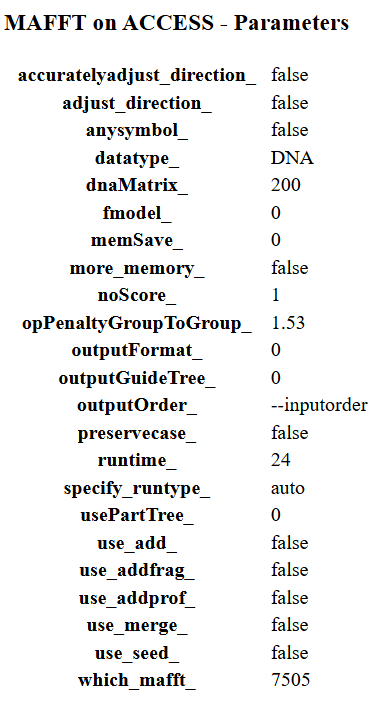 MAFFT on ACCESS - Parameters
accuratelyadjust_direction_ false
adjust_direction_ false
anysymbol_ false
datatype_ DNA
dnaMatrix_ 200
fmodel_ 0
memSave_ 0
more_memory_ false
noScore_ 1
opPenaltyGroupToGroup_ 1.53
outputFormat_ 0
outputGuideTree_ 0
outputOrder_ --inputorder
preservecase_ false
runtime_ 24
specify_runtype_ auto
usePartTree_ 0
use_add_ false
use_addfrag_ false
use_addprof_ false
use_merge_ false
use_seed_ false
which_mafft_ 7505